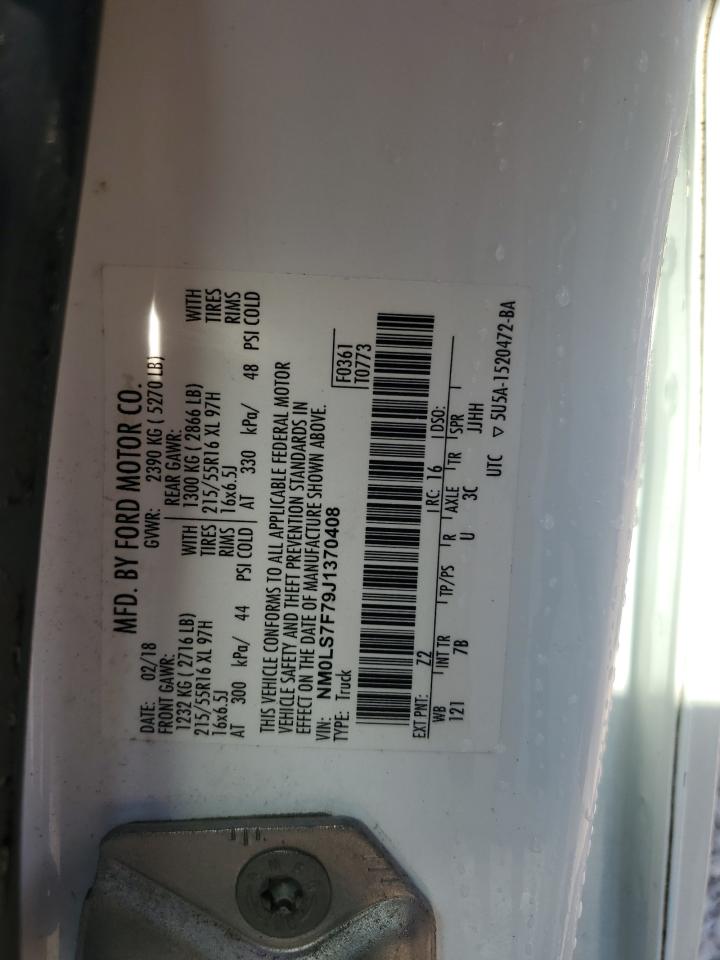 MFD. BY FORD MOTOR CO.
DATE: 02/18 GVWR: 2390 KG ( 5270 LB)
FRONT GAWR: REAR GAWR:
1232 KG ( 2716 LB) WITH 1300 KG ( 2866 LB) WITH
215/55R16 XL 97H TIRES 215/55R16 XL 97H TIRES
16x6.5J RIMS 16x6.5J RIMS
AT 300 kPa/ 44 PSI COLD AT 330 kPa/ 48 PSI COLD
THIS VEHICLE CONFORMS TO ALL APPLICABLE FEDERAL MOTOR
VEHICLE SAFETY AND THEFT PREVENTION STANDARDS IN
EFFECT ON THE DATE OF MANUFACTURE SHOWN ABOVE.
VIN: NM0LS7F79J1370408 F0361
TYPE: Truck T0773
EXT PNT: Z2 RC: 16 DSO:
WB INT TR TP/PS R AXLE TR SPR
121 7B U 3C JJHH
UTC ▽ 5U5A-1520472-BA